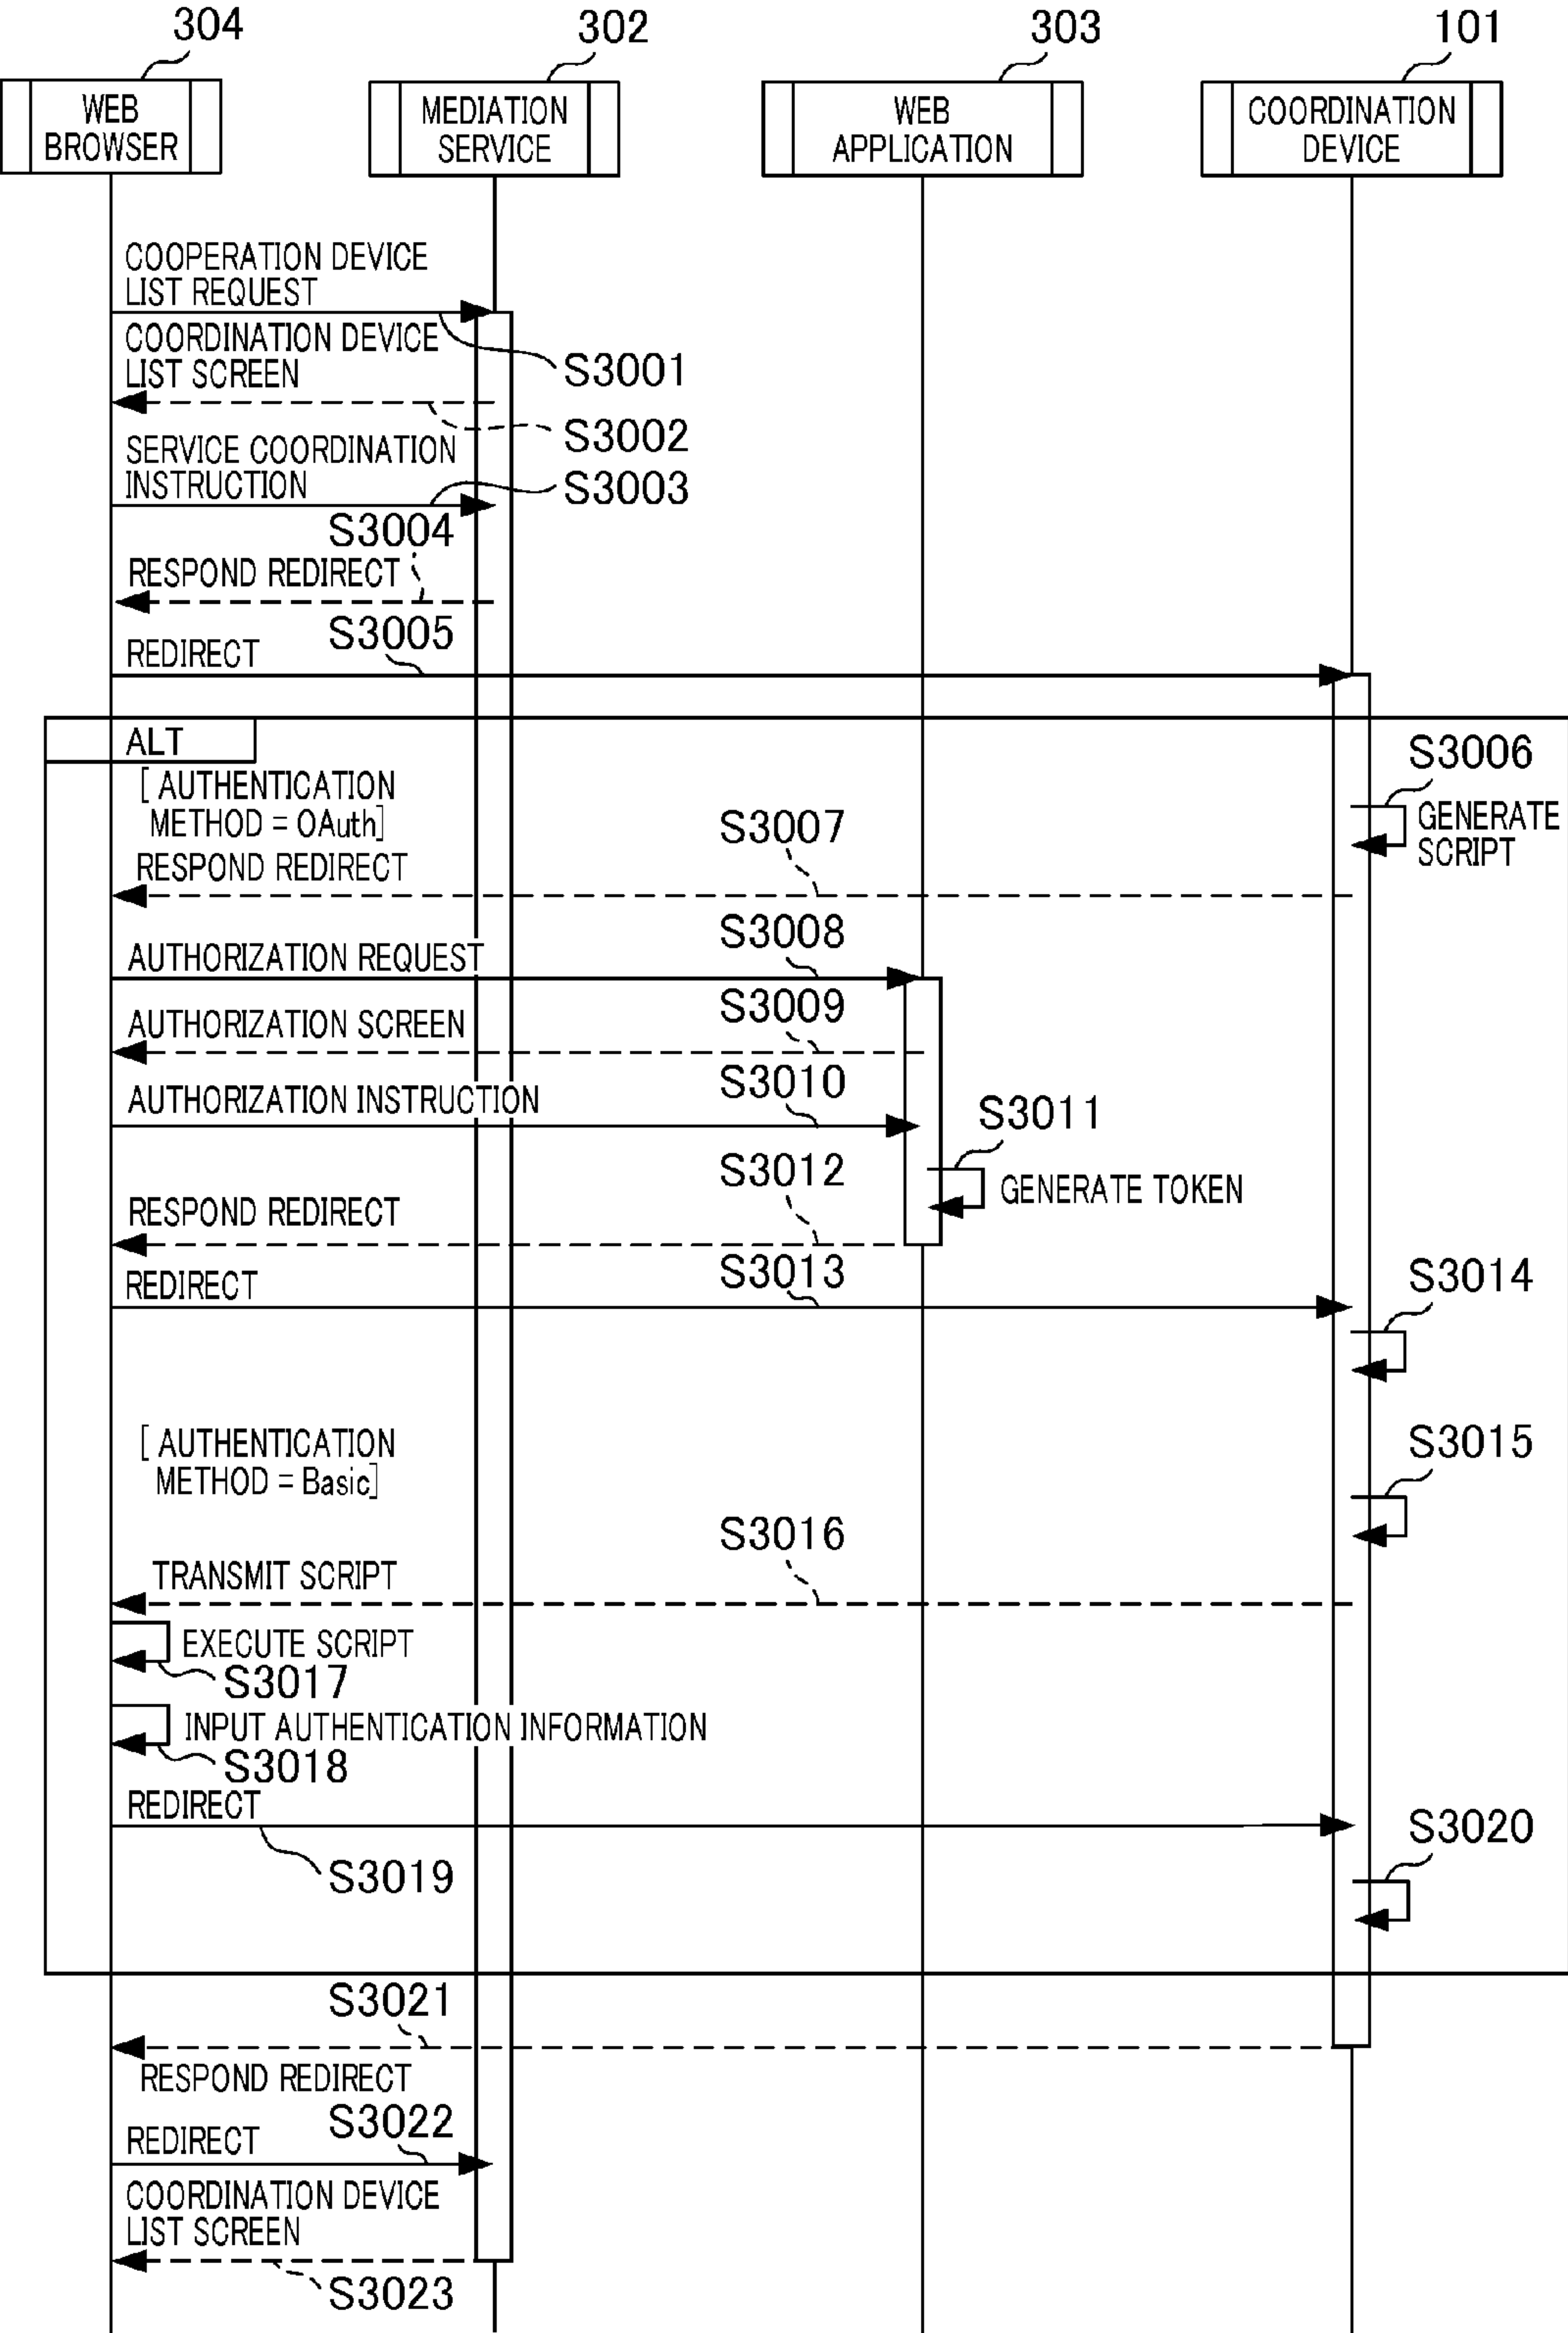 304
302
303
101
WEB
BROWSER
MEDIATION
SERVICE
WEB
APPLICATION
COORDINATION
DEVICE
COOPERATION DEVICE
LIST REQUEST
COORDINATION DEVICE
LIST SCREEN
S3001
S3002
SERVICE COORDINATION
INSTRUCTION
S3003
S3004
RESPOND REDIRECT
S3005
REDIRECT
ALT
[ AUTHENTICATION
METHOD = OAuth]
S3006
GENERATE
SCRIPT
S3007
RESPOND REDIRECT
S3008
AUTHORIZATION REQUEST
S3009
AUTHORIZATION SCREEN
S3010
AUTHORIZATION INSTRUCTION
S3011
GENERATE TOKEN
S3012
RESPOND REDIRECT
S3013
REDIRECT
S3014
[ AUTHENTICATION
METHOD = Basic]
S3015
S3016
TRANSMIT SCRIPT
EXECUTE SCRIPT
S3017
INPUT AUTHENTICATION INFORMATION
S3018
REDIRECT
S3019
S3020
S3021
RESPOND REDIRECT
S3022
REDIRECT
COORDINATION DEVICE
LIST SCREEN
S3023